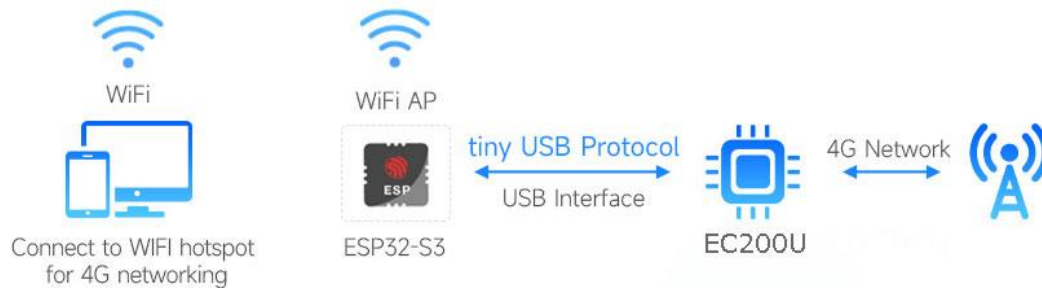 WiFi
Connect to WIFI hotspot
for 4G networking
WiFi AP
ESP
ESP32-S3
tiny USB Protocol
USB Interface
EC200U
4G Network